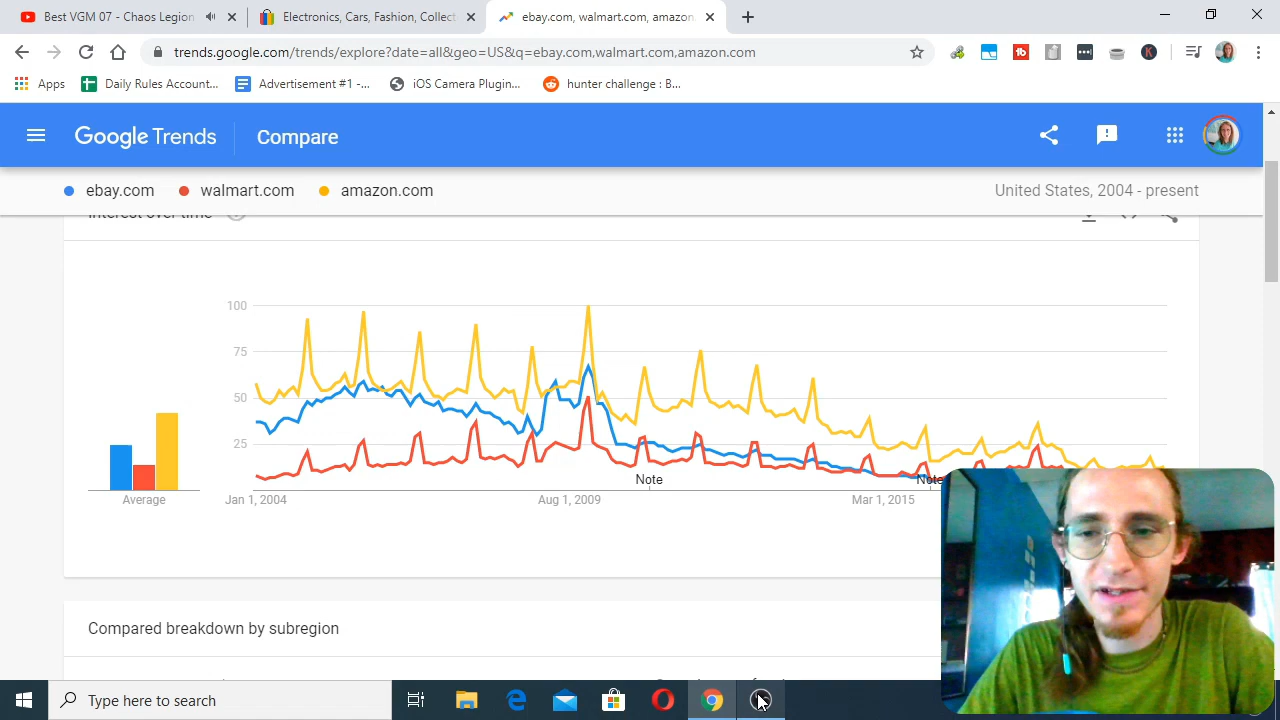 Best VGM 07 - Chaos Legion
Electronics, Cars, Fashion, Collec
ebay.com, walmart.com, amazon.
trends.google.com/trends/explore?date=all&geo=US&q=ebay.com,walmart.com,amazon.com
Apps
Daily Rules Account...
Advertisement #1 -...
iOS Camera Plugin...
hunter challenge : B...
Google Trends
Compare
ebay.com
walmart.com
amazon.com
United States, 2004 - present
Interest over time
100
75
50
25
Note
Note
Average
Jan 1, 2004
Aug 1, 2009
Mar 1, 2015
Compared breakdown by subregion
Type here to search